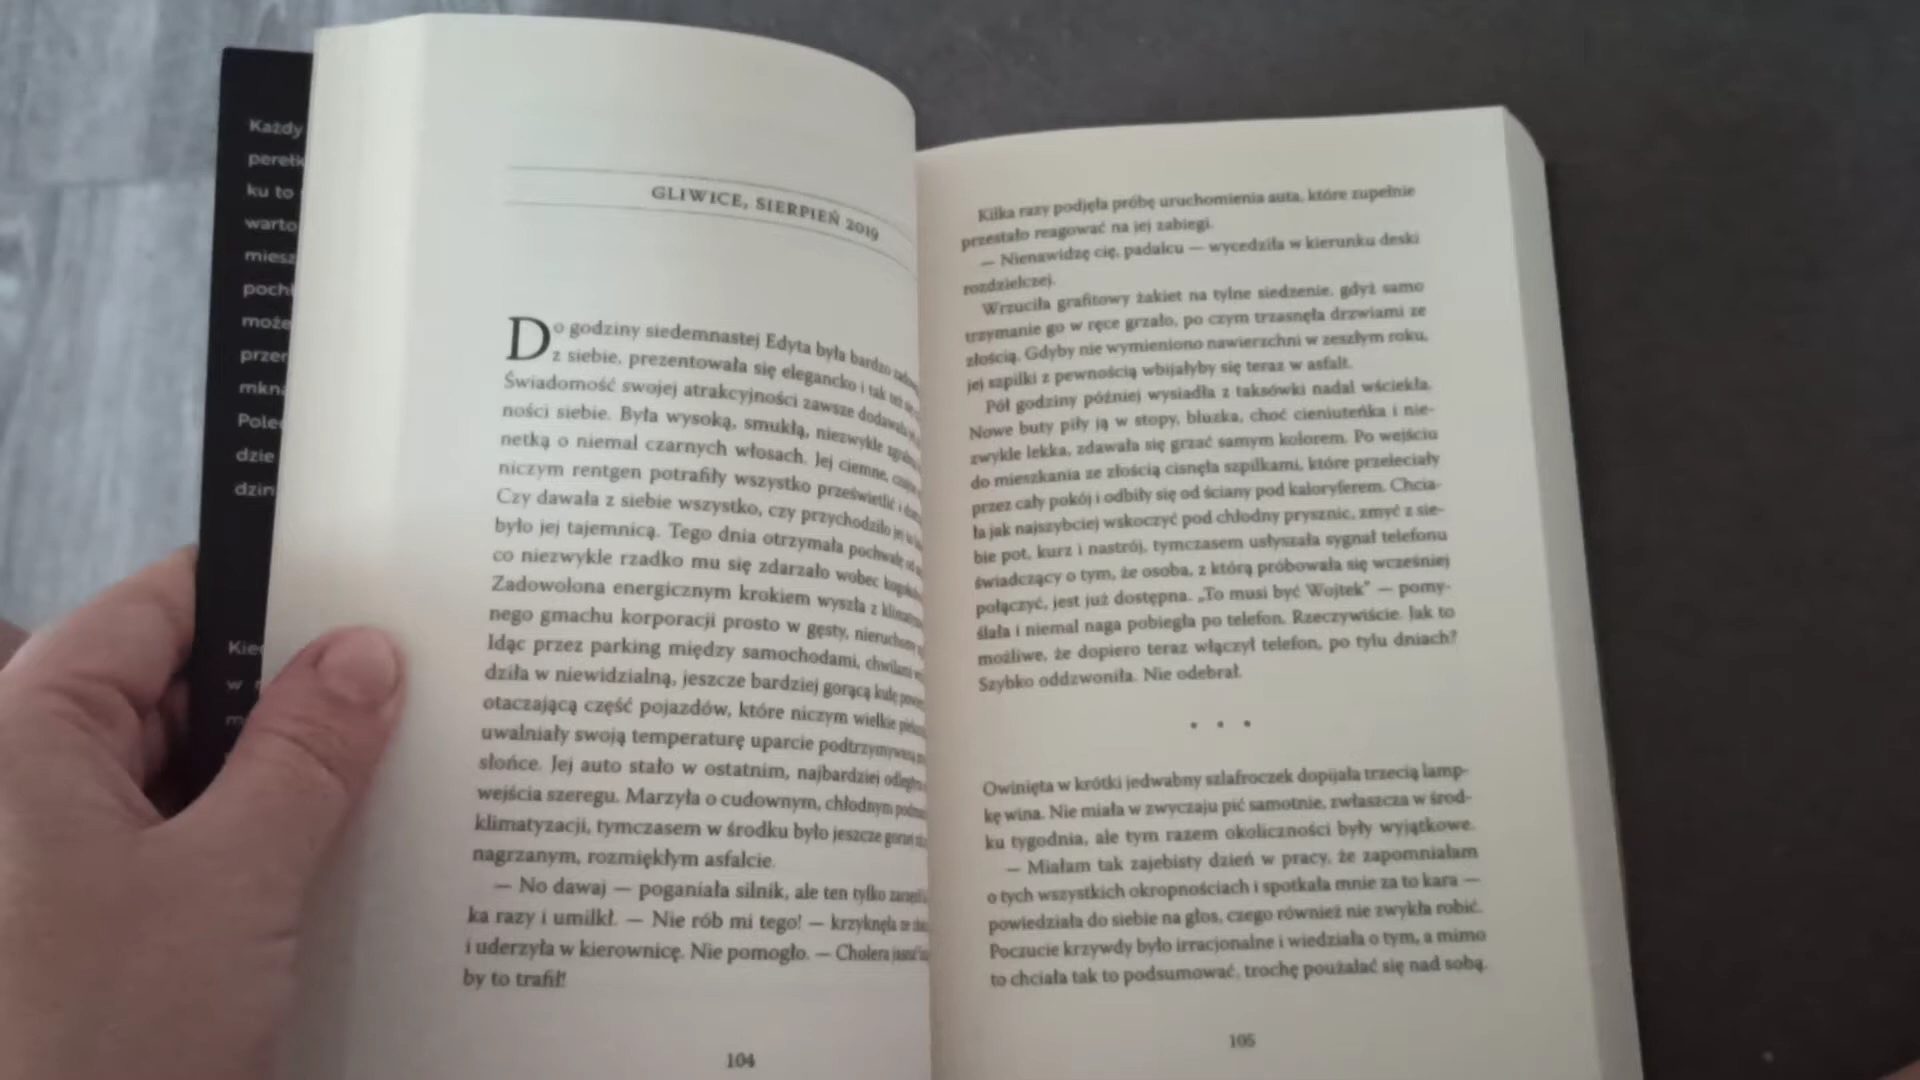 Każdy
ku to
warto
może
Polec
dzie
w
GLIWICE, SIERPIEŃ 2019
Do godziny siedemnastej Edyta była bardzo
z siebie, prezentowała się elegancko i tak też
Świadomość swojej atrakcyjności zawsze dodawała
ności siebie. Była wysoką, smukłą, niezwykle
netką o niemal czarnych włosach. Jej ciemne,
niczym rentgen potrafiły wszystko prześwietlić i
Czy dawała z siebie wszystko, czy przychodziło jej
było jej tajemnicą. Tego dnia otrzymała pochwałę
co niezwykle rzadko mu się zdarzało wobec
Zadowolona energicznym krokiem wyszła z
nego gmachu korporacji prosto w gęsty, nieruchomy
Idąc przez parking między samochodami, chwilami
dziła w niewidzialną, jeszcze bardziej gorącą kulę
otaczającą część pojazdów, które niczym wielkie
uwalniały swoją temperaturę uparcie
słońce. Jej auto stało w ostatnim, najbardziej
wejścia szeregu. Marzyła o cudownym, chłodnym
klimatyzacji, tymczasem w środku było jeszcze
nagrzanym, rozmiękłym asfalcie.
— No dawaj — poganiała silnik, ale ten tylko
ka razy i umilkł. — Nie rób mi tego! — krzyknęła
i uderzyła w kierownicę. Nie pomogło. — Cholera
by to trafił!
104
Kilka razy podjęła próbę uruchomienia auta, które zupełnie
przestało reagować na jej zabiegi.
— Nienawidzę cię, padalcu — wycedziła w kierunku deski
rozdzielczej.
Wrzuciła grafitowy żakiet na tylne siedzenie, gdyż samo
trzymanie go w ręce grzało, po czym trzasnęła drzwiami ze
złością. Gdyby nie wymieniono nawierzchni w zeszłym roku,
jej szpilki z pewnością wbijałyby się teraz w asfalt.
Pół godziny później wysiadła z taksówki nadal wściekła.
Nowe buty piły ją w stopy, bluzka, choć cieniuteńka i nie-
zwykle lekka, zdawała się grzać samym kolorem. Po wejściu
do mieszkania ze złością cisnęła szpilkami, które przeleciały
przez cały pokój i odbiły się od ściany pod kaloryferem. Chcia-
ła jak najszybciej wskoczyć pod chłodny prysznic, zmyć z sie-
bie pot, kurz i nastrój, tymczasem usłyszała sygnał telefonu
świadczący o tym, że osoba, z którą próbowała się wcześniej
połączyć, jest już dostępna. „To musi być Wojtek” — pomy-
ślała i niemal naga pobiegła po telefon. Rzeczywiście. Jak to
możliwe, że dopiero teraz włączył telefon, po tylu dniach?
Szybko oddzwoniła. Nie odebrał.
• • •
Owinięta w krótki jedwabny szlafroczek dopijała trzecią lamp-
kę wina. Nie miała w zwyczaju pić samotnie, zwłaszcza w środ-
ku tygodnia, ale tym razem okoliczności były wyjątkowe.
— Miałam tak zajebisty dzień w pracy, że zapomniałam
o tych wszystkich okropnościach i spotkała mnie za to kara —
powiedziała do siebie na głos, czego również nie zwykła robić.
Poczucie krzywdy było irracjonalne i wiedziała o tym, a mimo
to chciała tak to podsumować, trochę poużalać się nad sobą.
105